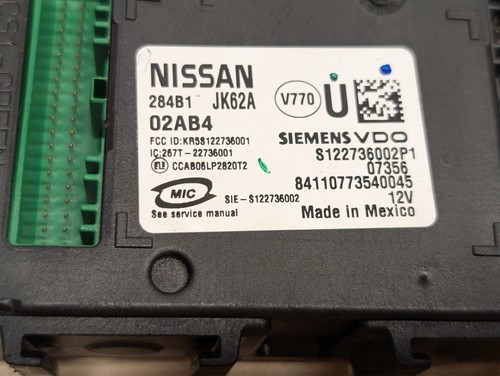 NISSAN
284B1 JK62A
V770
U
02AB4
FCC ID:KR5S122736001
IC:267T-22736001
CCAB06LP2820T2
SIEMENS VDO
S122736002P1
07356
84110773540045
12V
MIC
SIE-S122736002
See service manual
Made in Mexico